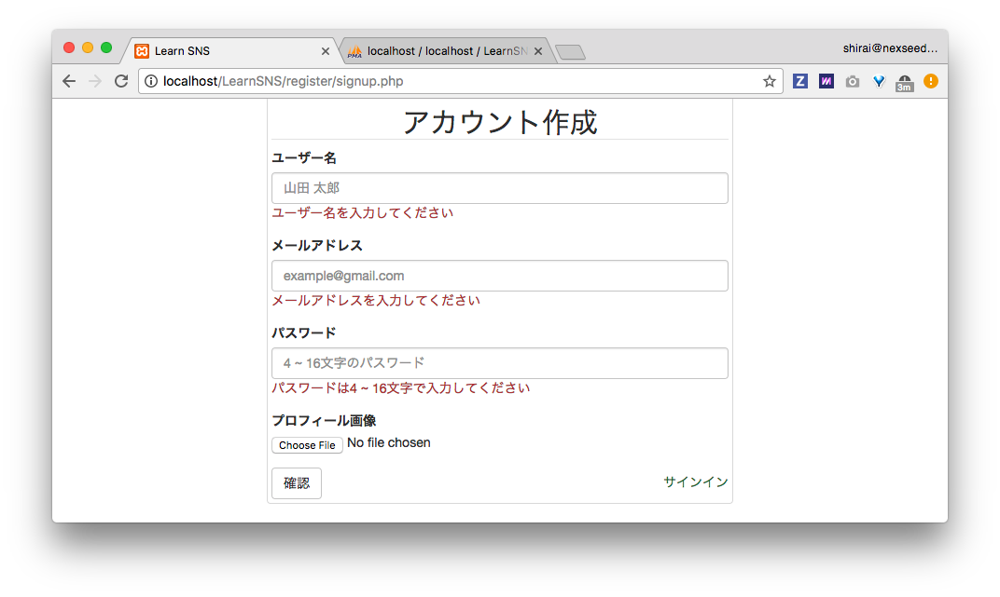 Learn SNS
localhost / localhost / LearnSN
shirai@nexseed...
localhost/LearnSNS/register/signup.php
Z
3m
アカウント作成
ユーザー名
山田 太郎
ユーザー名を入力してください
メールアドレス
example@gmail.com
メールアドレスを入力してください
パスワード
4 ~ 16文字のパスワード
パスワードは4 ~ 16文字で入力してください
プロフィール画像
Choose File No file chosen
確認 サインイン